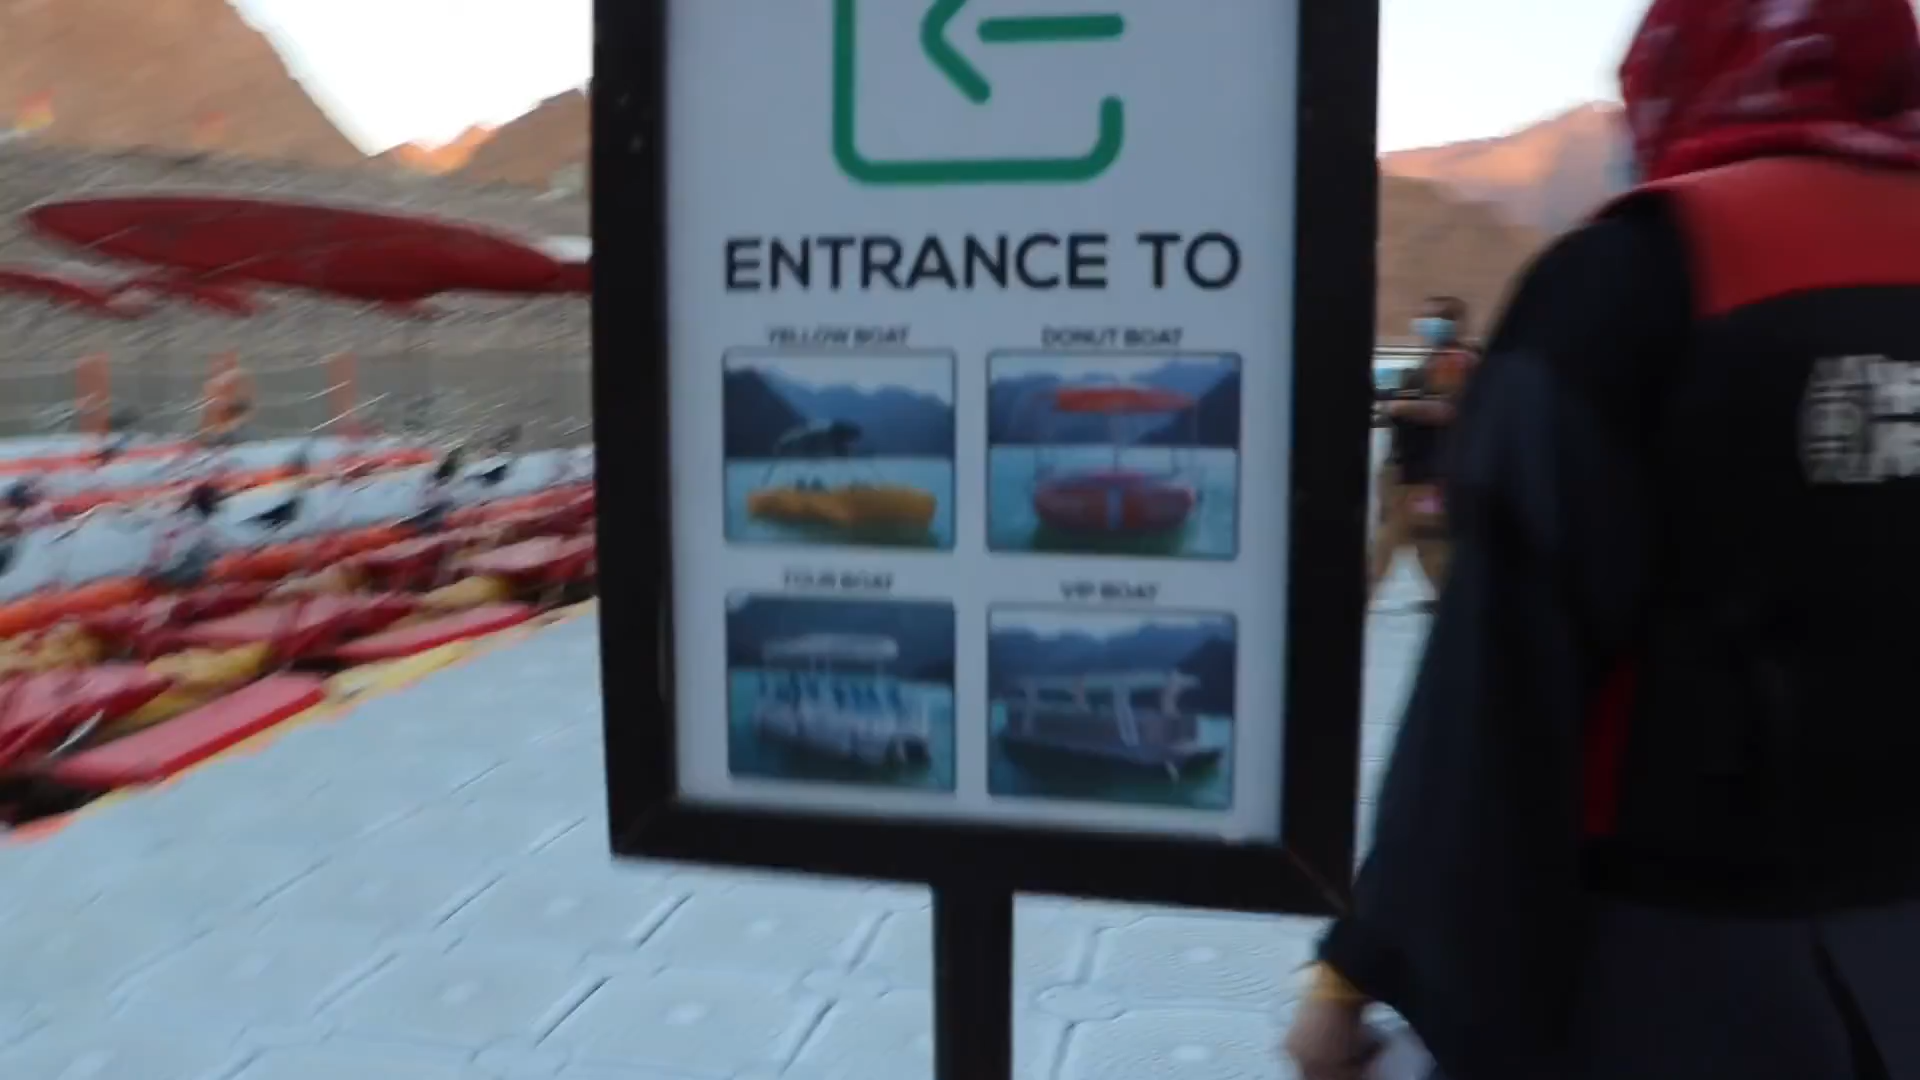 ENTRANCE TO
YELLOW BOAT
DONUT BOAT
TOUR BOAT
VIP BOAT